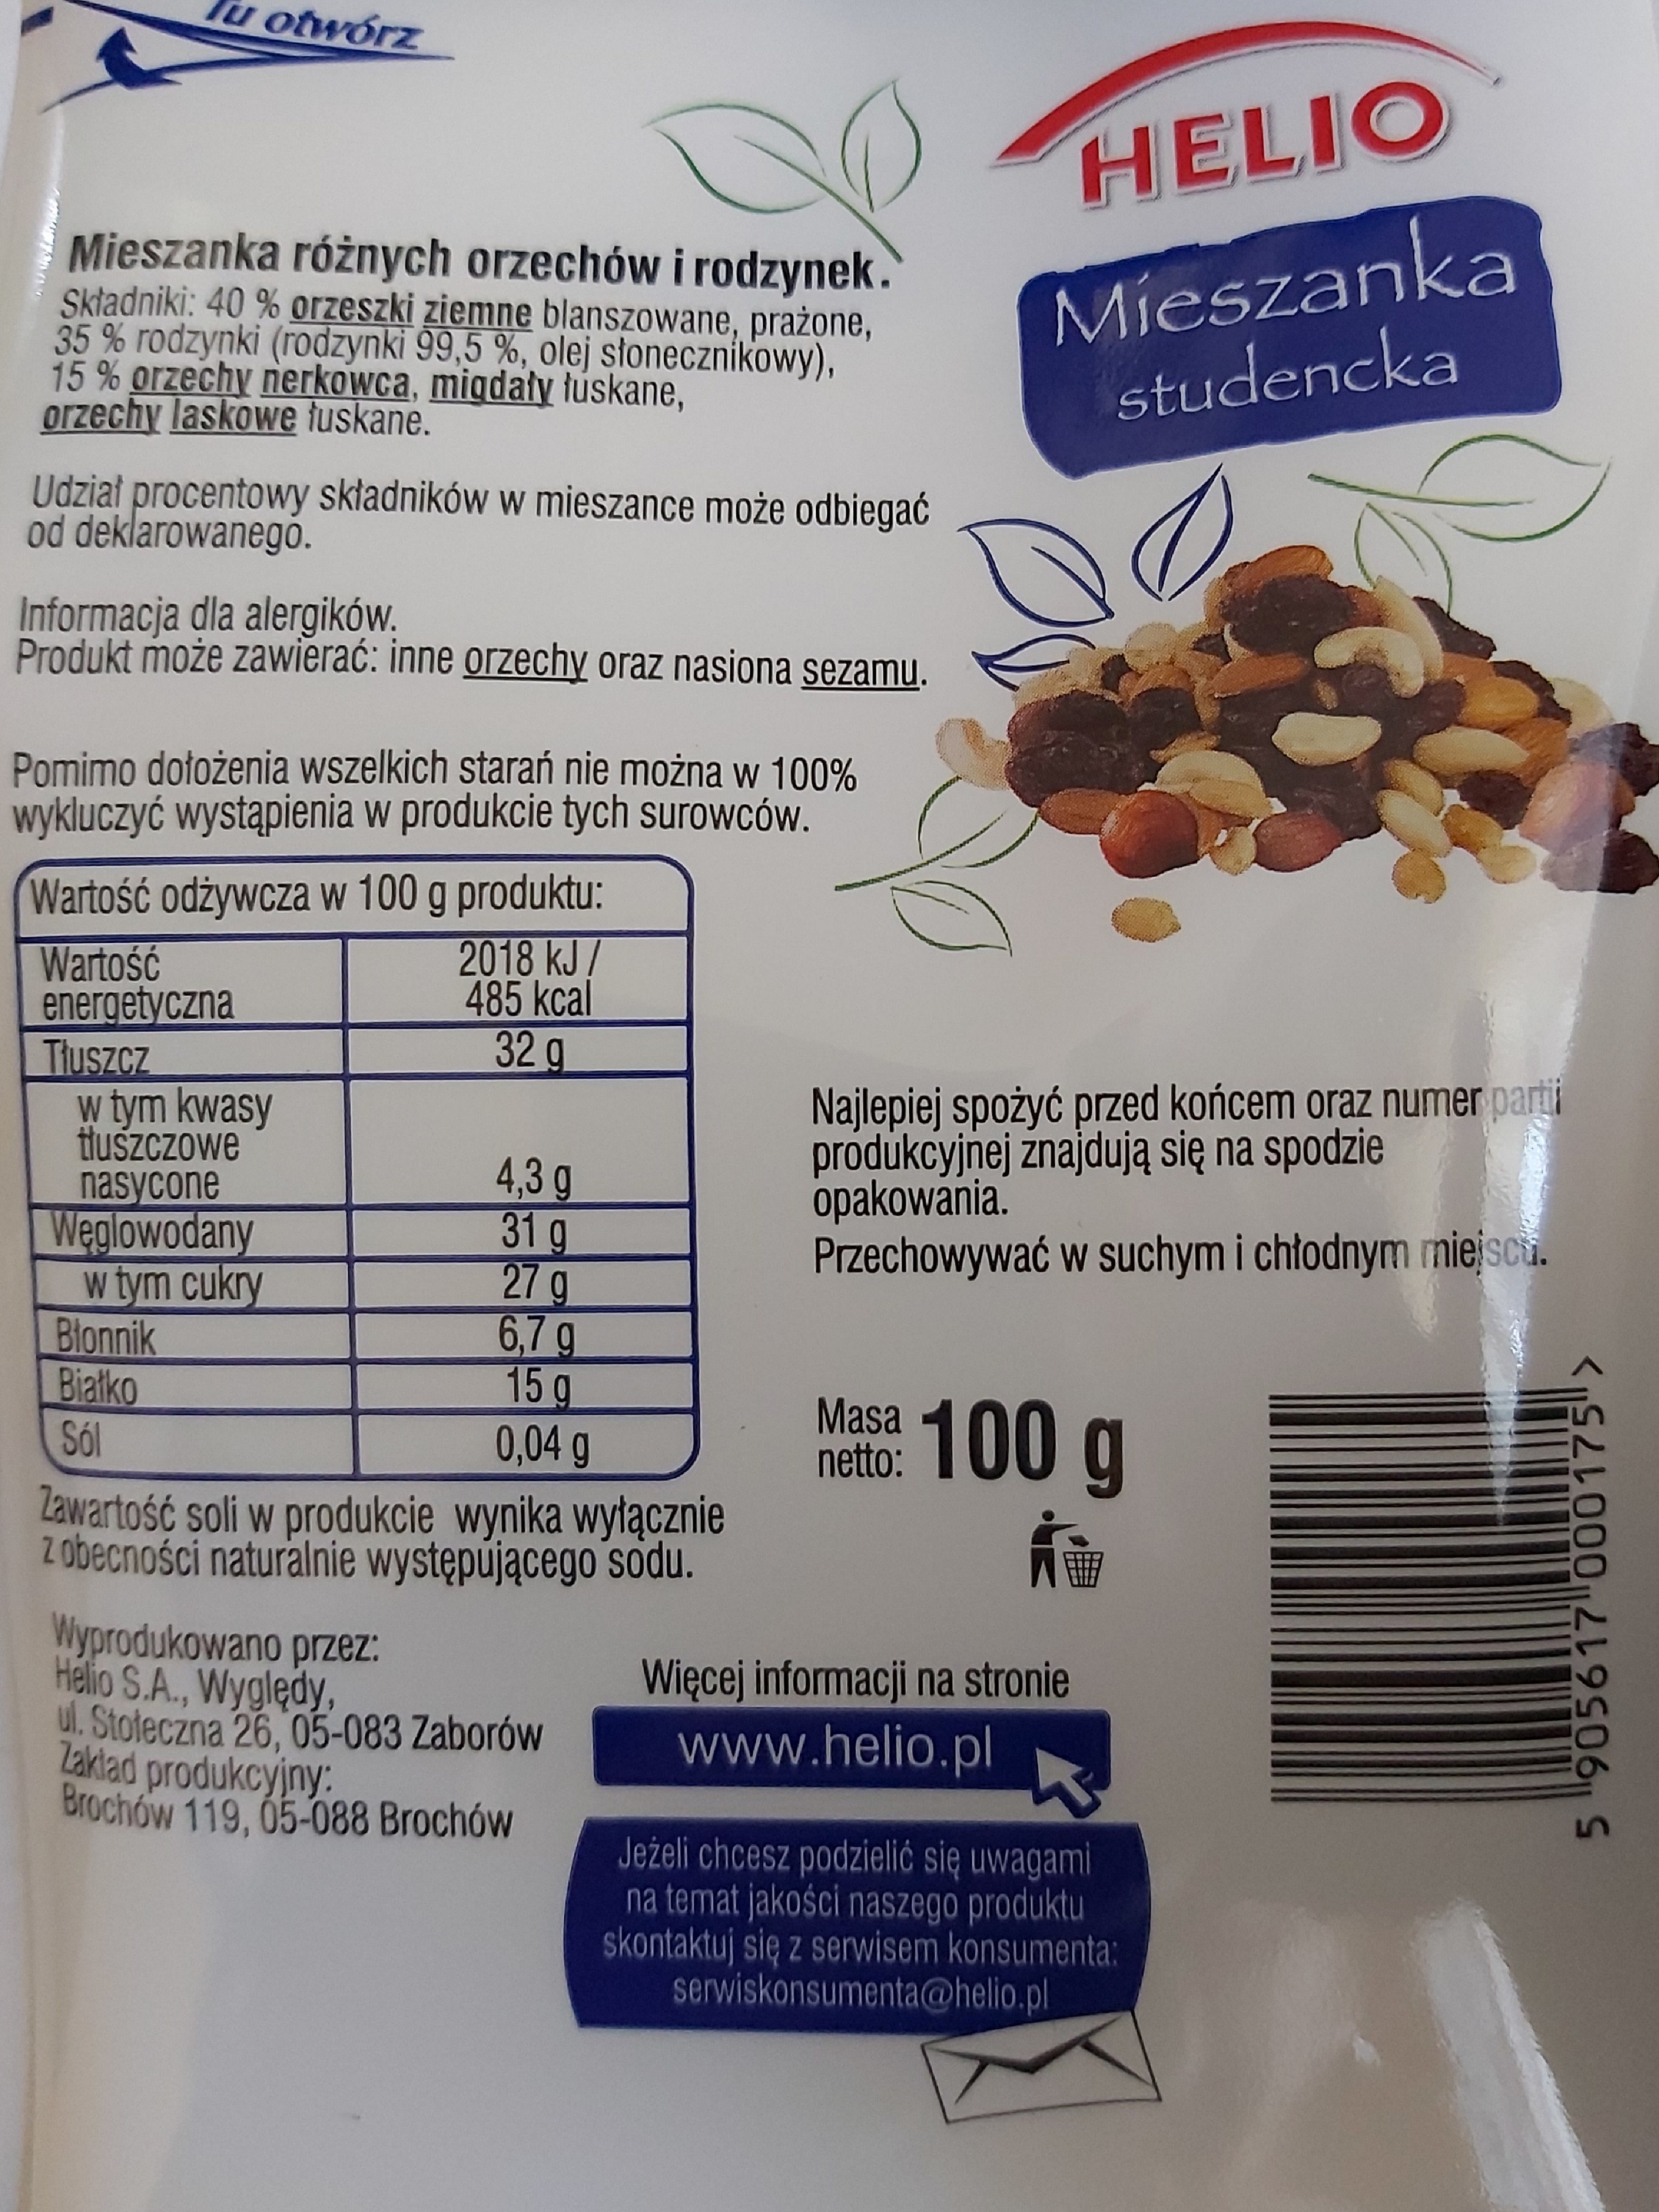 Tu otwórz
HELIO
Mieszanka
studencka
Mieszanka różnych orzechów i rodzynek.
Składniki: 40 % orzeszki ziemne blanszowane, prażone,
35 % rodzynki (rodzynki 99,5 %, olej słonecznikowy),
15 % orzechy nerkowca, migdały łuskane,
orzechy laskowe łuskane.
Udział procentowy składników w mieszance może odbiegać
od deklarowanego.
Informacja dla alergików.
Produkt może zawierać: inne orzechy oraz nasiona sezamu.
Pomimo dołożenia wszelkich starań nie można w 100%
wykluczyć wystąpienia w produkcie tych surowców.
Wartość odżywcza w 100 g produktu:
Wartość 2018 kJ /
energetyczna 485 kcal
Tłuszcz 32 g
w tym kwasy
tłuszczowe
nasycone 4,3 g
Węglowodany 31 g
w tym cukry 27 g
Błonnik 6,7 g
Białko 15 g
Sól 0,04 g
Zawartość soli w produkcie wynika wyłącznie
z obecności naturalnie występującego sodu.
Wyprodukowano przez:
Helio S.A., Wyględy,
ul. Stołeczna 26, 05-083 Zaborów
Zakład produkcyjny:
Brochów 119, 05-088 Brochów
Najlepiej spożyć przed końcem oraz numer partii
produkcyjnej znajdują się na spodzie
opakowania.
Przechowywać w suchym i chłodnym miejscu.
Masa
netto: 100 g
5 905617 000175 >
Więcej informacji na stronie
www.helio.pl
Jeżeli chcesz podzielić się uwagami
na temat jakości naszego produktu
skontaktuj się z serwisem konsumenta:
serwiskonsumenta@helio.pl